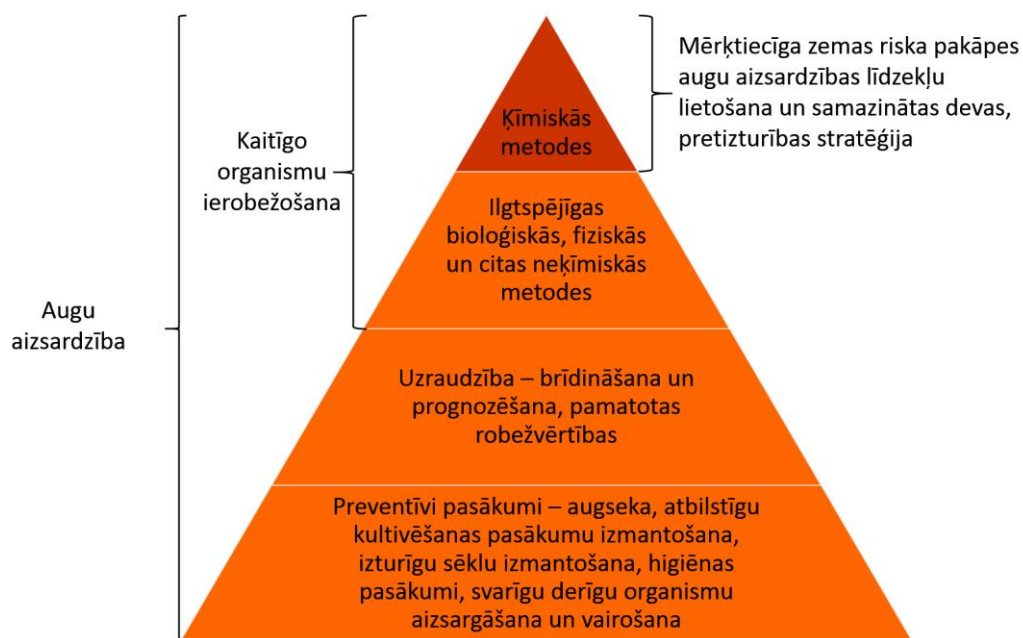 Mērķtiecīga zemas riska pakāpes
augu aizsardzības līdzekļu
lietošana un samazinātas devas,
pretizturības stratēģija
Ķīmiskās
metodes
Kaitīgo
organismu
ierobežošana
Ilgtspējīgas
bioloģiskās, fiziskās
un citas neķīmiskās
metodes
Augu
aizsardzība
Uzraudzība – brīdināšana un
prognozēšana, pamatotas
robežvērtības
Preventīvi pasākumi – augseka, atbilstīgu
kultivēšanas pasākumu izmantošana,
izturīgu sēklu izmantošana, higiēnas
pasākumi, svarīgu derīgu organismu
aizsargāšana un vairošana